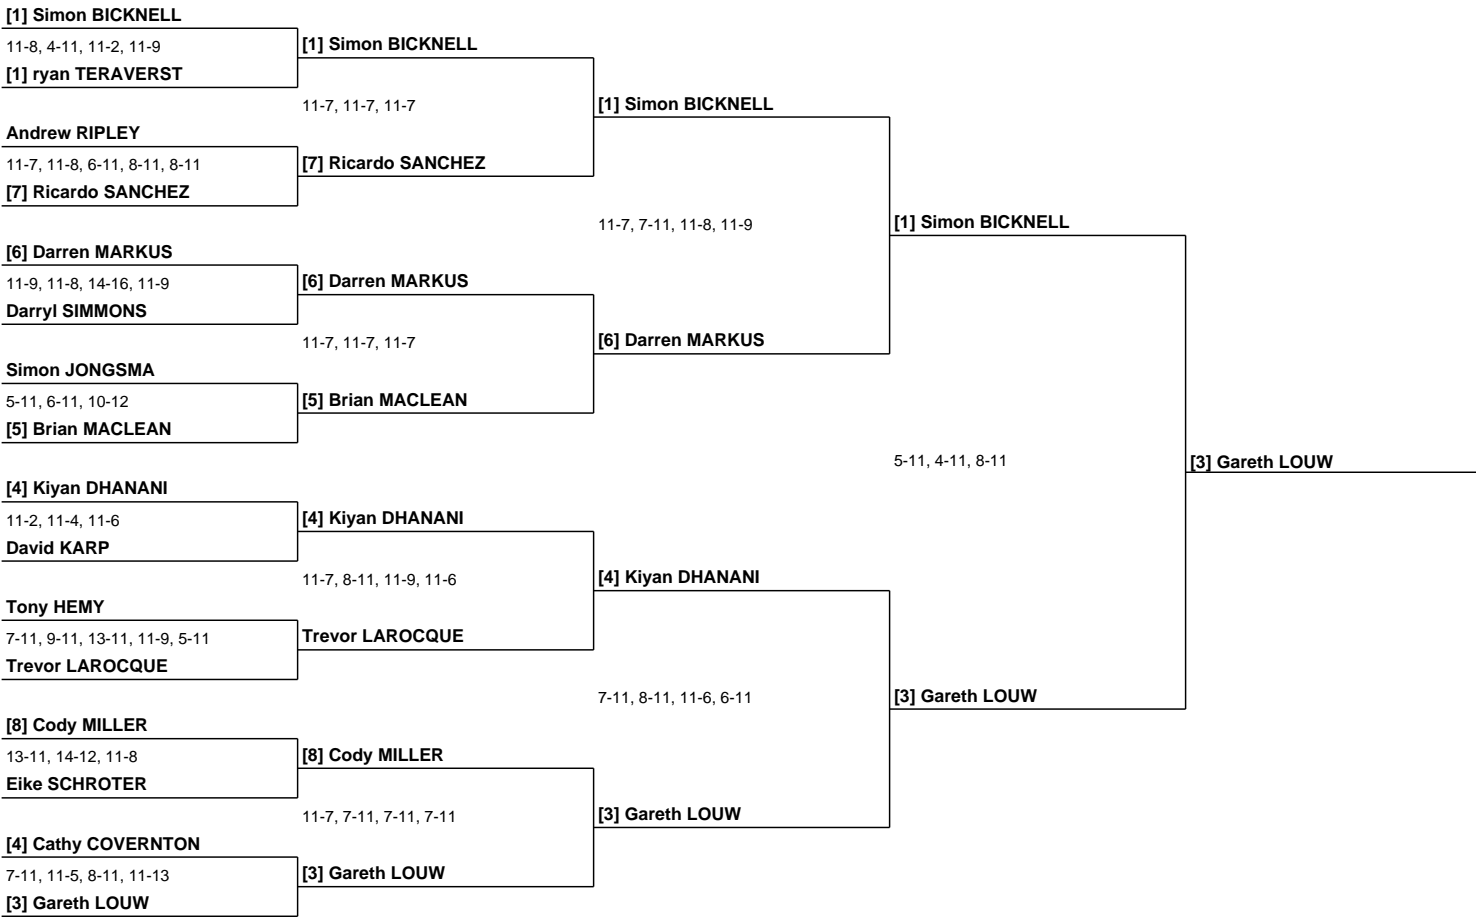 [1] Simon BICKNELL
11-8, 4-11, 11-2, 11-9
[1] ryan TERAVERST
Andrew RIPLEY
11-7, 11-8, 6-11, 8-11, 8-11
[7] Ricardo SANCHEZ
[6] Darren MARKUS
11-9, 11-8, 14-16, 11-9
Darryl SIMMONS
Simon JONGSMA
5-11, 6-11, 10-12
[5] Brian MACLEAN
[4] Kiyan DHANANI
11-2, 11-4, 11-6
David KARP
Tony HEMY
7-11, 9-11, 13-11, 11-9, 5-11
Trevor LAROCQUE
[8] Cody MILLER
13-11, 14-12, 11-8
Eike SCHROTER
[4] Cathy COVERNTON
7-11, 11-5, 8-11, 11-13
[3] Gareth LOUW
[1] Simon BICKNELL
11-7, 11-7, 11-7
[7] Ricardo SANCHEZ
[6] Darren MARKUS
11-7, 11-7, 11-7
[5] Brian MACLEAN
[4] Kiyan DHANANI
11-7, 8-11, 11-9, 11-6
Trevor LAROCQUE
[8] Cody MILLER
11-7, 7-11, 7-11, 7-11
[3] Gareth LOUW
[1] Simon BICKNELL
11-7, 7-11, 11-8, 11-9
[6] Darren MARKUS
[4] Kiyan DHANANI
7-11, 8-11, 11-6, 6-11
[3] Gareth LOUW
[1] Simon BICKNELL
5-11, 4-11, 8-11
[3] Gareth LOUW
[3] Gareth LOUW